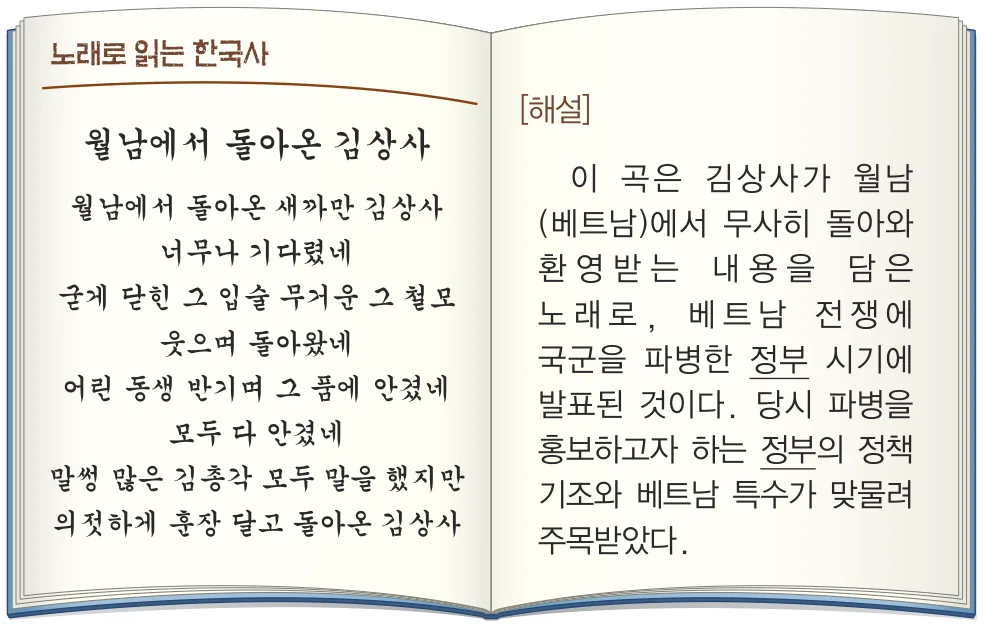 노래로 읽는 한국사
월남에서 돌아온 김상사
월남에서 돌아온 새까만 김상사
너무나 기다렸네
굳게 닫힌 그 입술 무거운 그 철모
웃으며 돌아왔네
어린 동생 반기며 그 품에 안겼네
모두 다 안겼네
말썽 많은 김총각 모두 말을 했지만
의젓하게 훈장 달고 돌아온 김상사
[해설]
이 곡은 김상사가 월남
(베트남)에서 무사히 돌아와
환영받는 내용을 담은
노래로, 베트남 전쟁에
국군을 파병한 정부 시기에
발표된 것이다. 당시 파병을
홍보하고자 하는 정부의 정책
기조와 베트남 특수가 맞물려
주목받았다.